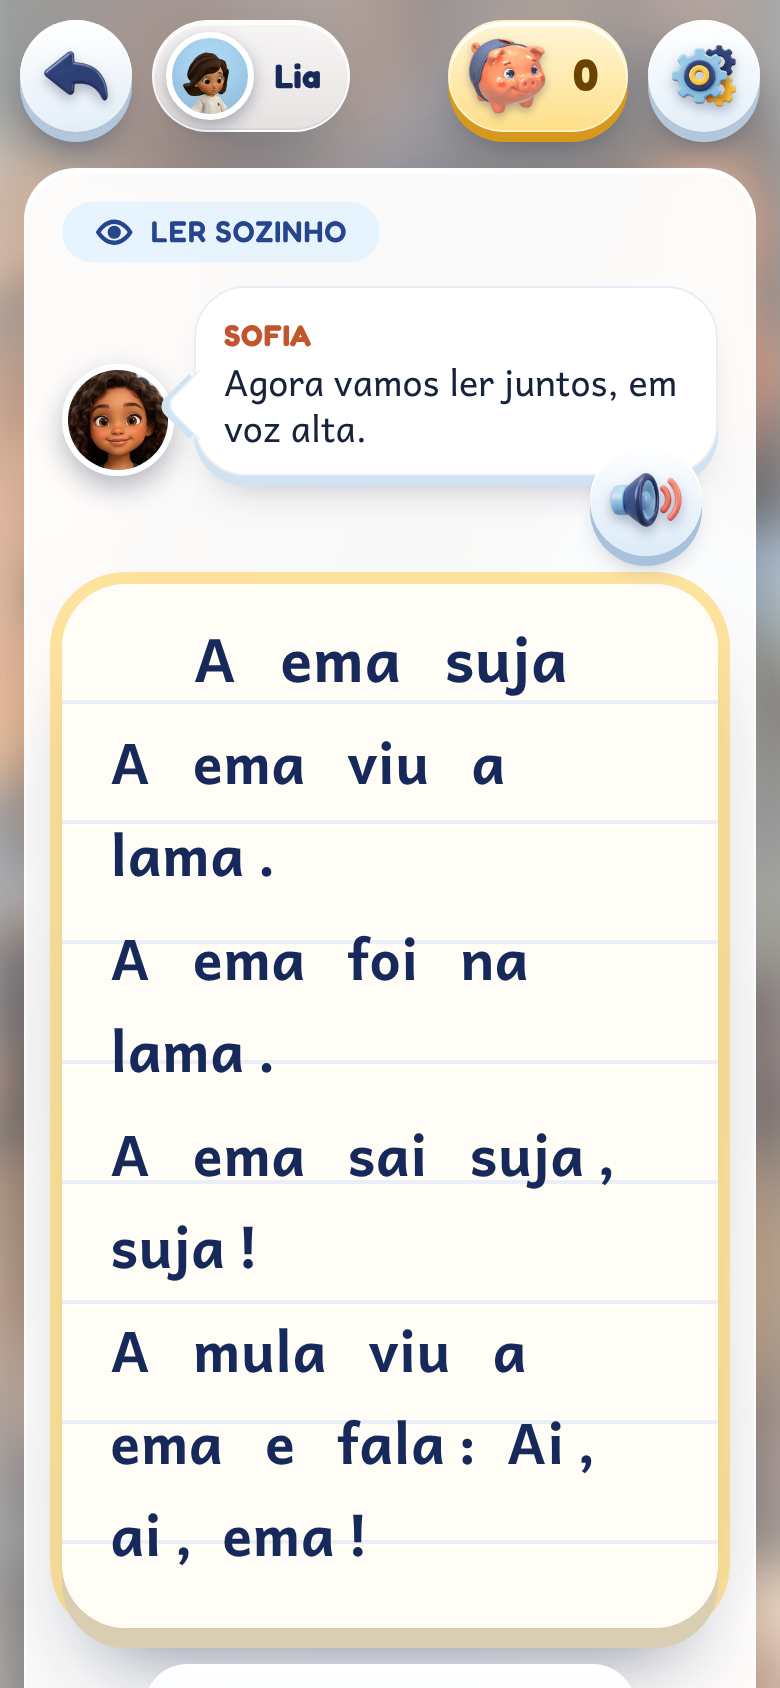 Lia
0
LER SOZINHO
SOFIA
Agora vamos ler juntos, em
voz alta.
A ema suja
A ema viu a
lama .
A ema foi na
lama .
A ema sai suja ,
suja !
A mula viu a
ema e fala : Ai ,
ai , ema !